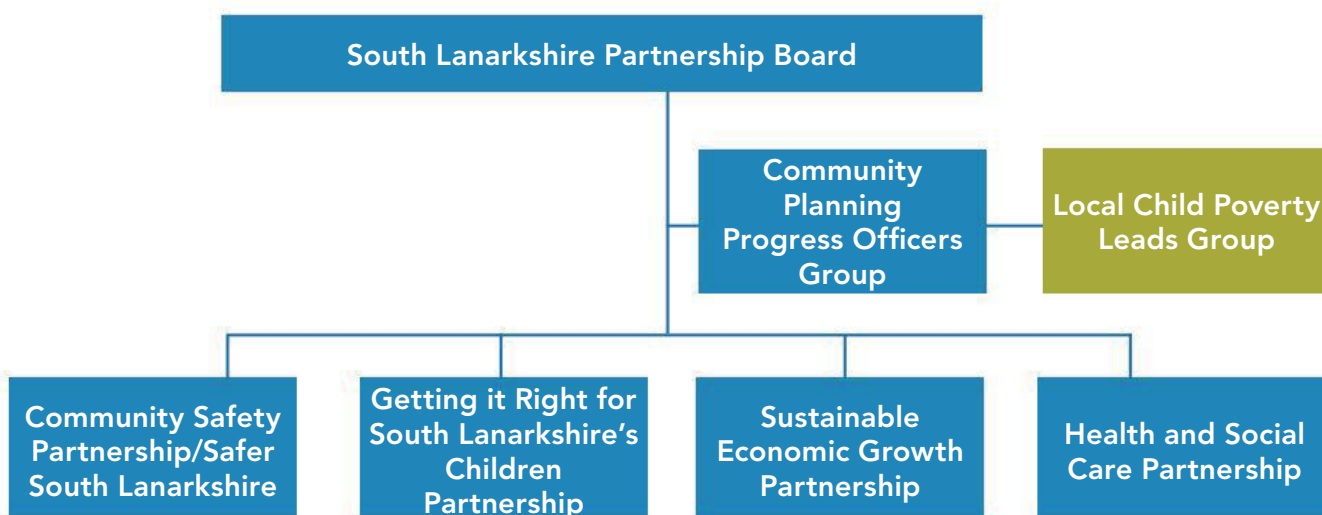 South Lanarkshire Partnership Board
Community
Planning
Progress Officers
Group
Local Child Poverty
Leads Group
Community Safety
Partnership/Safer
South Lanarkshire
Getting it Right for
South Lanarkshire’s
Children
Partnership
Sustainable
Economic Growth
Partnership
Health and Social
Care Partnership